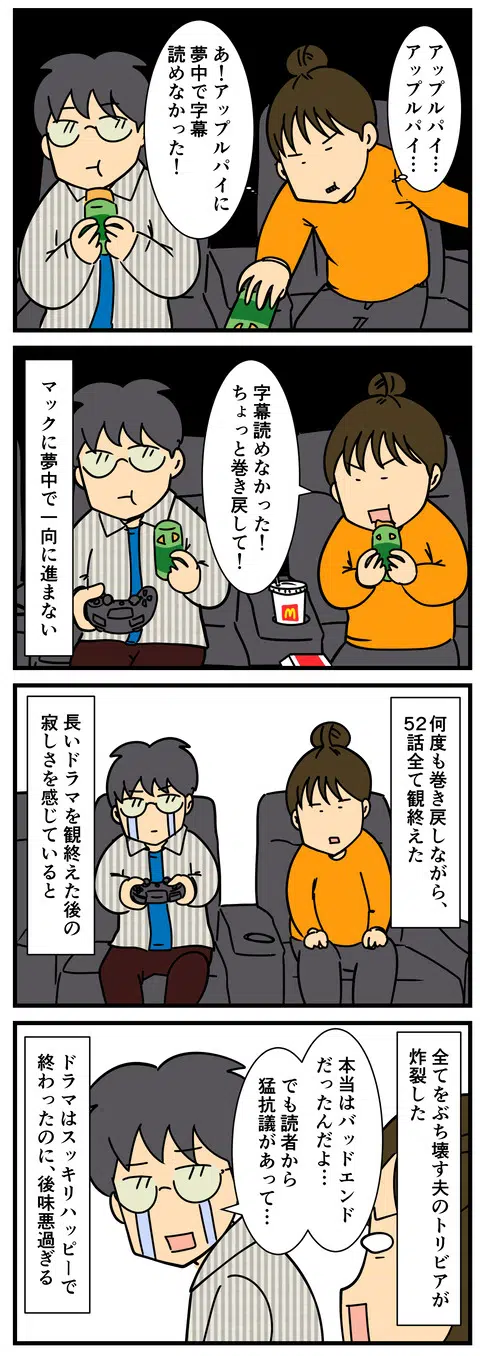 アップルパイ…
アップルパイ…
あ！アップルパイに
夢中で字幕
読めなかった！
字幕読めなかった！
ちょっと巻き戻して！
マックに夢中で一向に進まない
何度も巻き戻しながら、
52話全て観終えた
長いドラマを観終えた後の
寂しさを感じていると
全てをぶち壊す夫のトリビアが
炸裂した
本当はバッドエンド
だったんだよ…
でも読者から
猛抗議があって…
ドラマはスッキリハッピーで
終わったのに、後味悪過ぎる